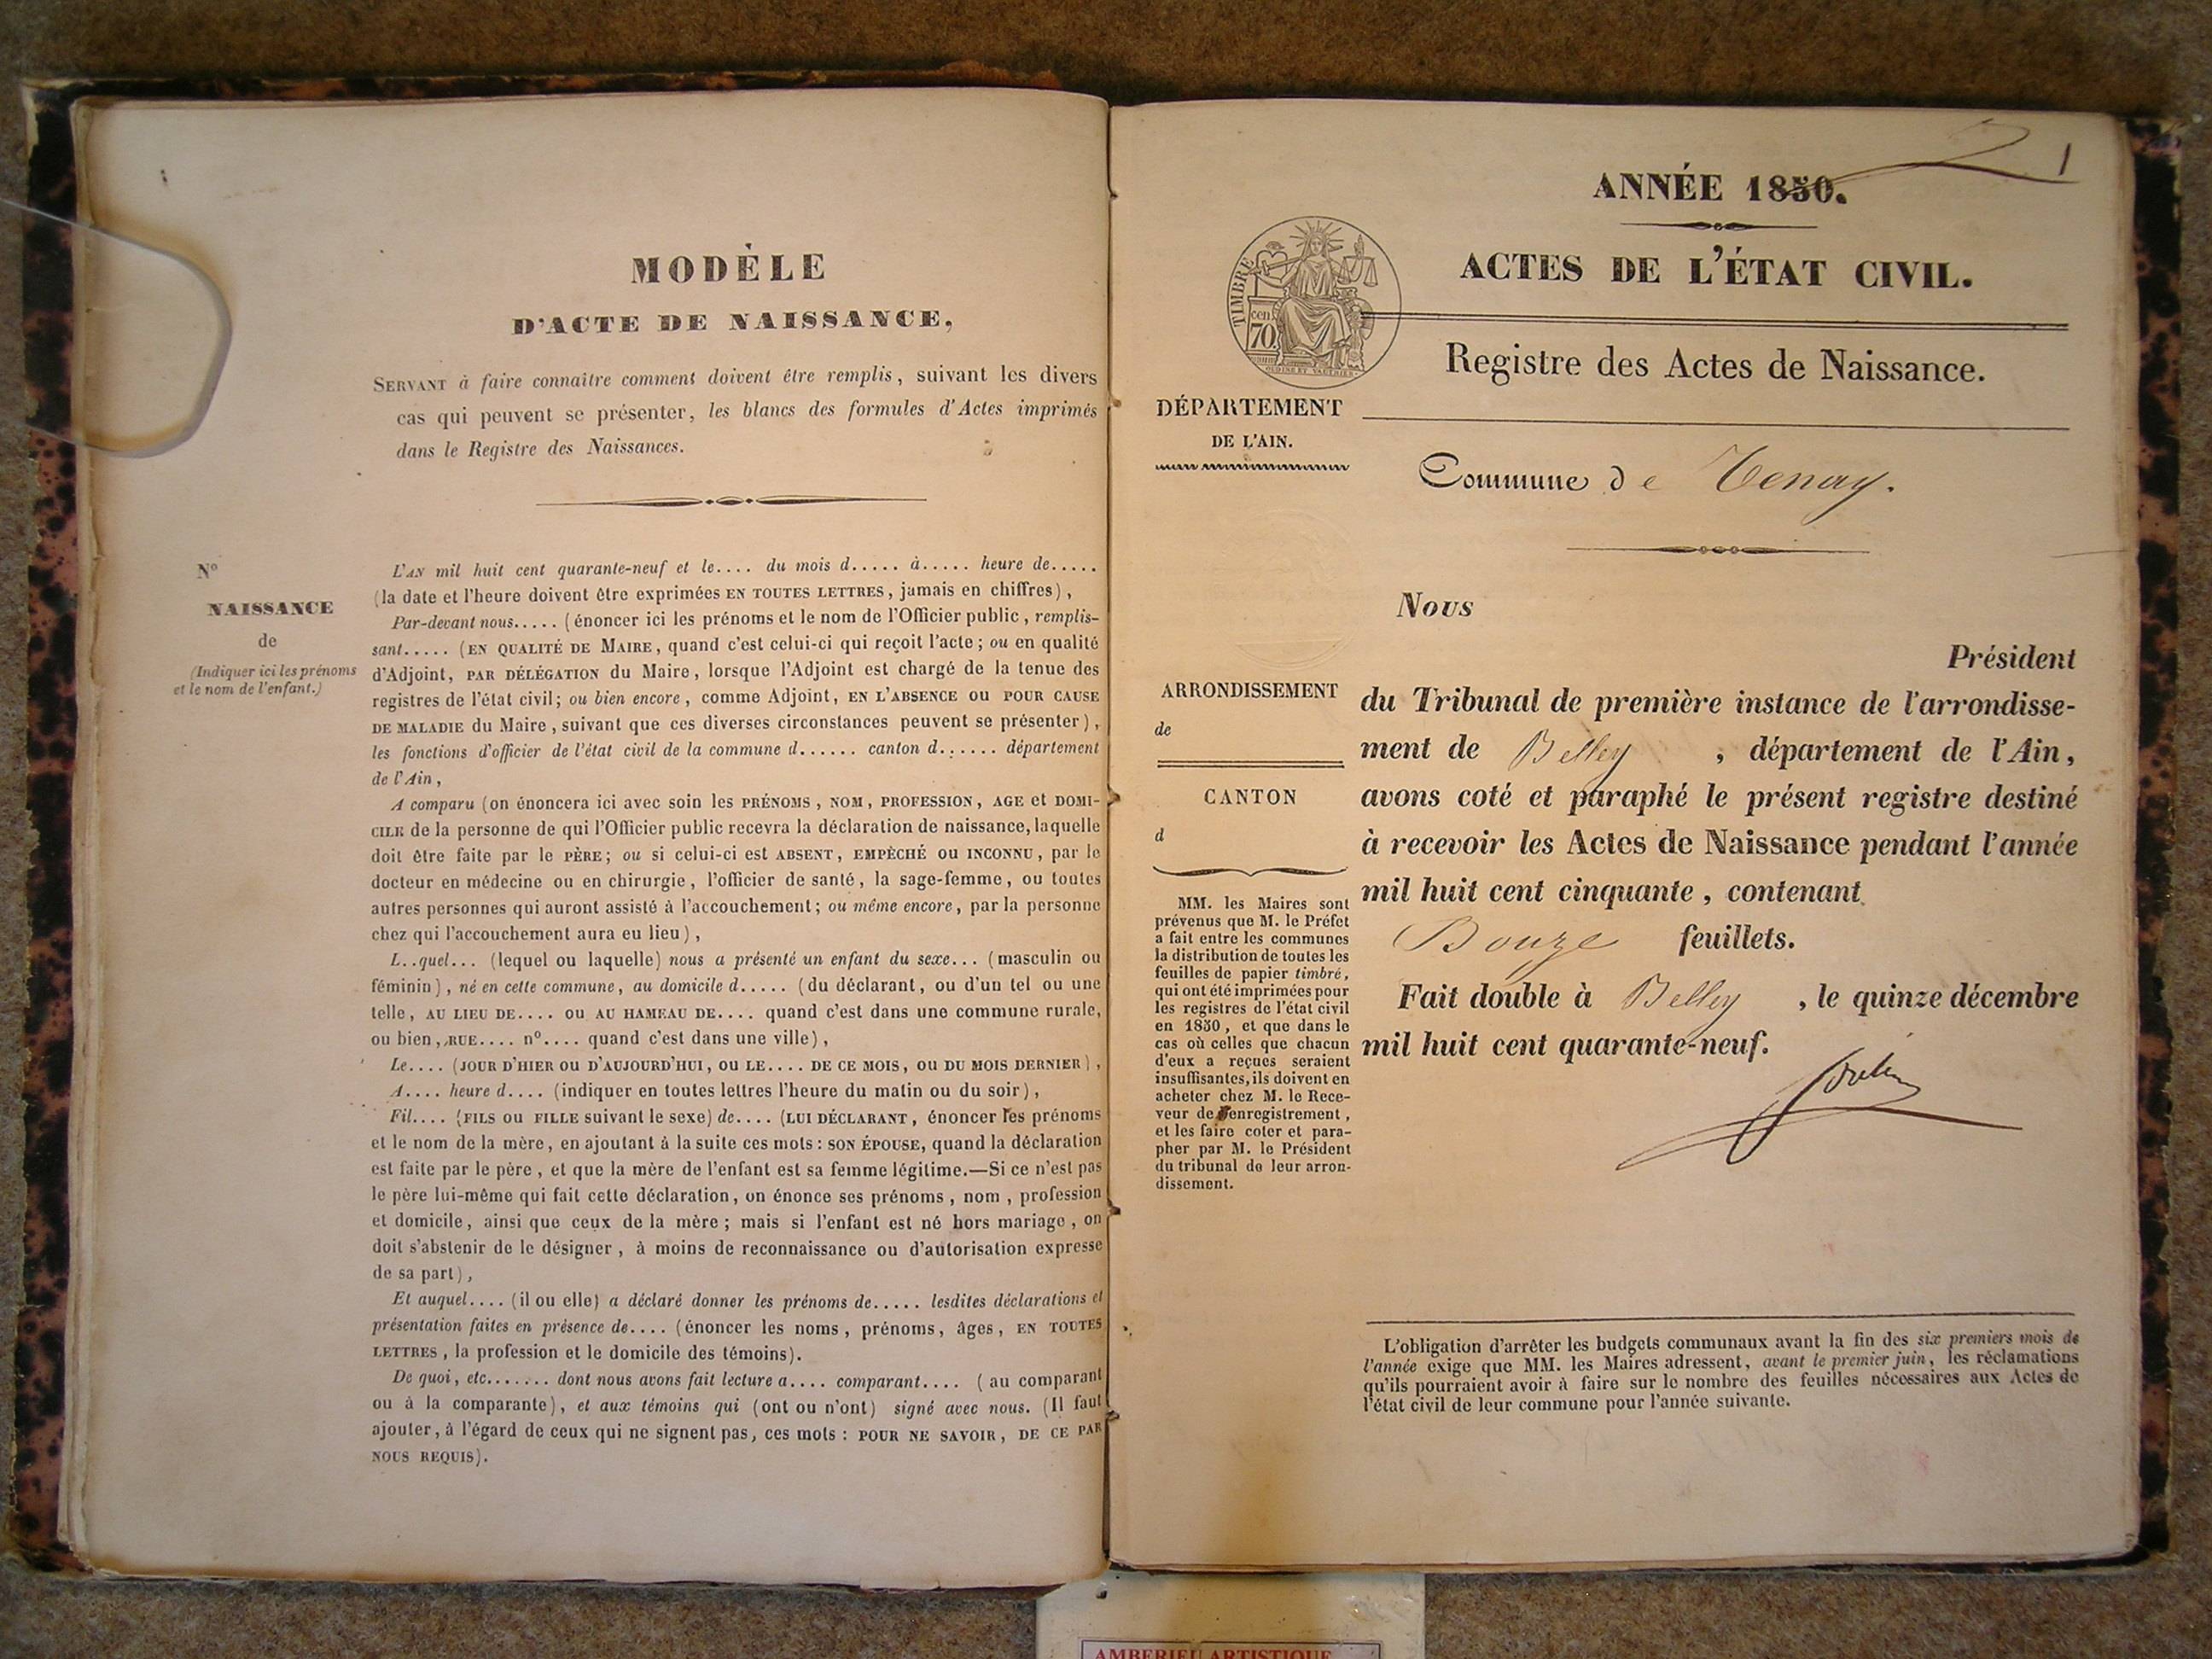 MODÈLE
D'ACTE DE NAISSANCE,
SERVANT à faire connaître comment doivent être remplis, suivant les divers
cas qui peuvent se présenter, les blancs des formules d'Actes imprimés
dans le Registre des Naissances.
N°
NAISSANCE
de
(Indiquer ici les prénoms
et le nom de l'enfant.)
L'AN mil huit cent quarante-neuf et le.... du mois d..... à..... heure de.....
(la date et l'heure doivent être exprimées EN TOUTES LETTRES, jamais en chiffres),
Par-devant nous..... (énoncer ici les prénoms et le nom de l'Officier public, remplis-
sant..... (EN QUALITÉ DE MAIRE, quand c'est celui-ci qui reçoit l'acte; ou en qualité
d'Adjoint, PAR DÉLÉGATION du Maire, lorsque l'Adjoint est chargé de la tenue des
registres de l'état civil; ou bien encore, comme Adjoint, EN L'ABSENCE OU POUR CAUSE
DE MALADIE du Maire, suivant que ces diverses circonstances peuvent se présenter),
les fonctions d'officier de l'état civil de la commune d...... canton d...... département
de l'Ain,
A comparu (on énoncera ici avec soin les PRÉNOMS, NOM, PROFESSION, AGE et DOMI-
CILE de la personne de qui l'Officier public recevra la déclaration de naissance, laquelle
doit être faite par le PÈRE; ou si celui-ci est ABSENT, EMPÊCHÉ OU INCONNU, par le
docteur en médecine ou en chirurgie, l'officier de santé, la sage-femme, ou toutes
autres personnes qui auront assisté à l'accouchement; ou même encore, par la personne
chez qui l'accouchement aura eu lieu),
L..quel... (lequel ou laquelle) nous a présenté un enfant du sexe... (masculin ou
féminin), né en cette commune, au domicile d..... (du déclarant, ou d'un tel ou une
telle, AU LIEU DE.... OU AU HAMEAU DE.... quand c'est dans une commune rurale,
ou bien, RUE.... n°.... quand c'est dans une ville),
Le.... (JOUR D'HIER OU D'AUJOURD'HUI, OU LE.... DE CE MOIS, OU DU MOIS DERNIER),
A.... heure d.... (indiquer en toutes lettres l'heure du matin ou du soir),
Fil.... (FILS OU FILLE suivant le sexe) de.... (LUI DÉCLARANT, énoncer les prénoms
et le nom de la mère, en ajoutant à la suite ces mots: SON ÉPOUSE, quand la déclaration
est faite par le père, et que la mère de l'enfant est sa femme légitime.—Si ce n'est pas
le père lui-même qui fait cette déclaration, on énonce ses prénoms, nom, profession
et domicile, ainsi que ceux de la mère; mais si l'enfant est né hors mariage, on
doit s'abstenir de le désigner, à moins de reconnaissance ou d'autorisation expresse
de sa part),
Et auquel.... (il ou elle) a déclaré donner les prénoms de..... lesdites déclarations et
présentation faites en présence de.... (énoncer les noms, prénoms, âges, EN TOUTES
LETTRES, la profession et le domicile des témoins).
De quoi, etc....... dont nous avons fait lecture a.... comparant.... (au comparant
ou à la comparante), et aux témoins qui (ont ou n'ont) signé avec nous. (Il faut
ajouter, à l'égard de ceux qui ne signent pas, ces mots: POUR NE SAVOIR, DE CE PAR
NOUS REQUIS).
1
ANNÉE 1850.
ACTES DE L'ÉTAT CIVIL.
TIMBRE
cen.
70
Registre des Actes de Naissance.
DÉPARTEMENT
DE L'AIN.
Commune de Tenay.
Nous
Président
du Tribunal de première instance de l'arrondisse-
ment de Belley, département de l'Ain,
avons coté et paraphé le présent registre destiné
à recevoir les Actes de Naissance pendant l'année
mil huit cent cinquante, contenant
Douze feuillets.
Fait double à Belley, le quinze décembre
mil huit cent quarante-neuf.
ARRONDISSEMENT
de
CANTON
d
MM. les Maires sont
prévenus que M. le Préfet
a fait entre les communes
la distribution de toutes les
feuilles de papier timbré,
qui ont été imprimées pour
les registres de l'état civil
en 1850, et que dans le
cas où celles que chacun
d'eux a reçues seraient
insuffisantes, ils doivent en
acheter chez M. le Rece-
veur de l'enregistrement,
et les faire coter et para-
pher par M. le Président
du tribunal de leur arron-
dissement.
L'obligation d'arrêter les budgets communaux avant la fin des six premiers mois de
l'année exige que MM. les Maires adressent, avant le premier juin, les réclamations
qu'ils pourraient avoir à faire sur le nombre des feuilles nécessaires aux Actes de
l'état civil de leur commune pour l'année suivante.
AMBERIEU ARTISTIQUE